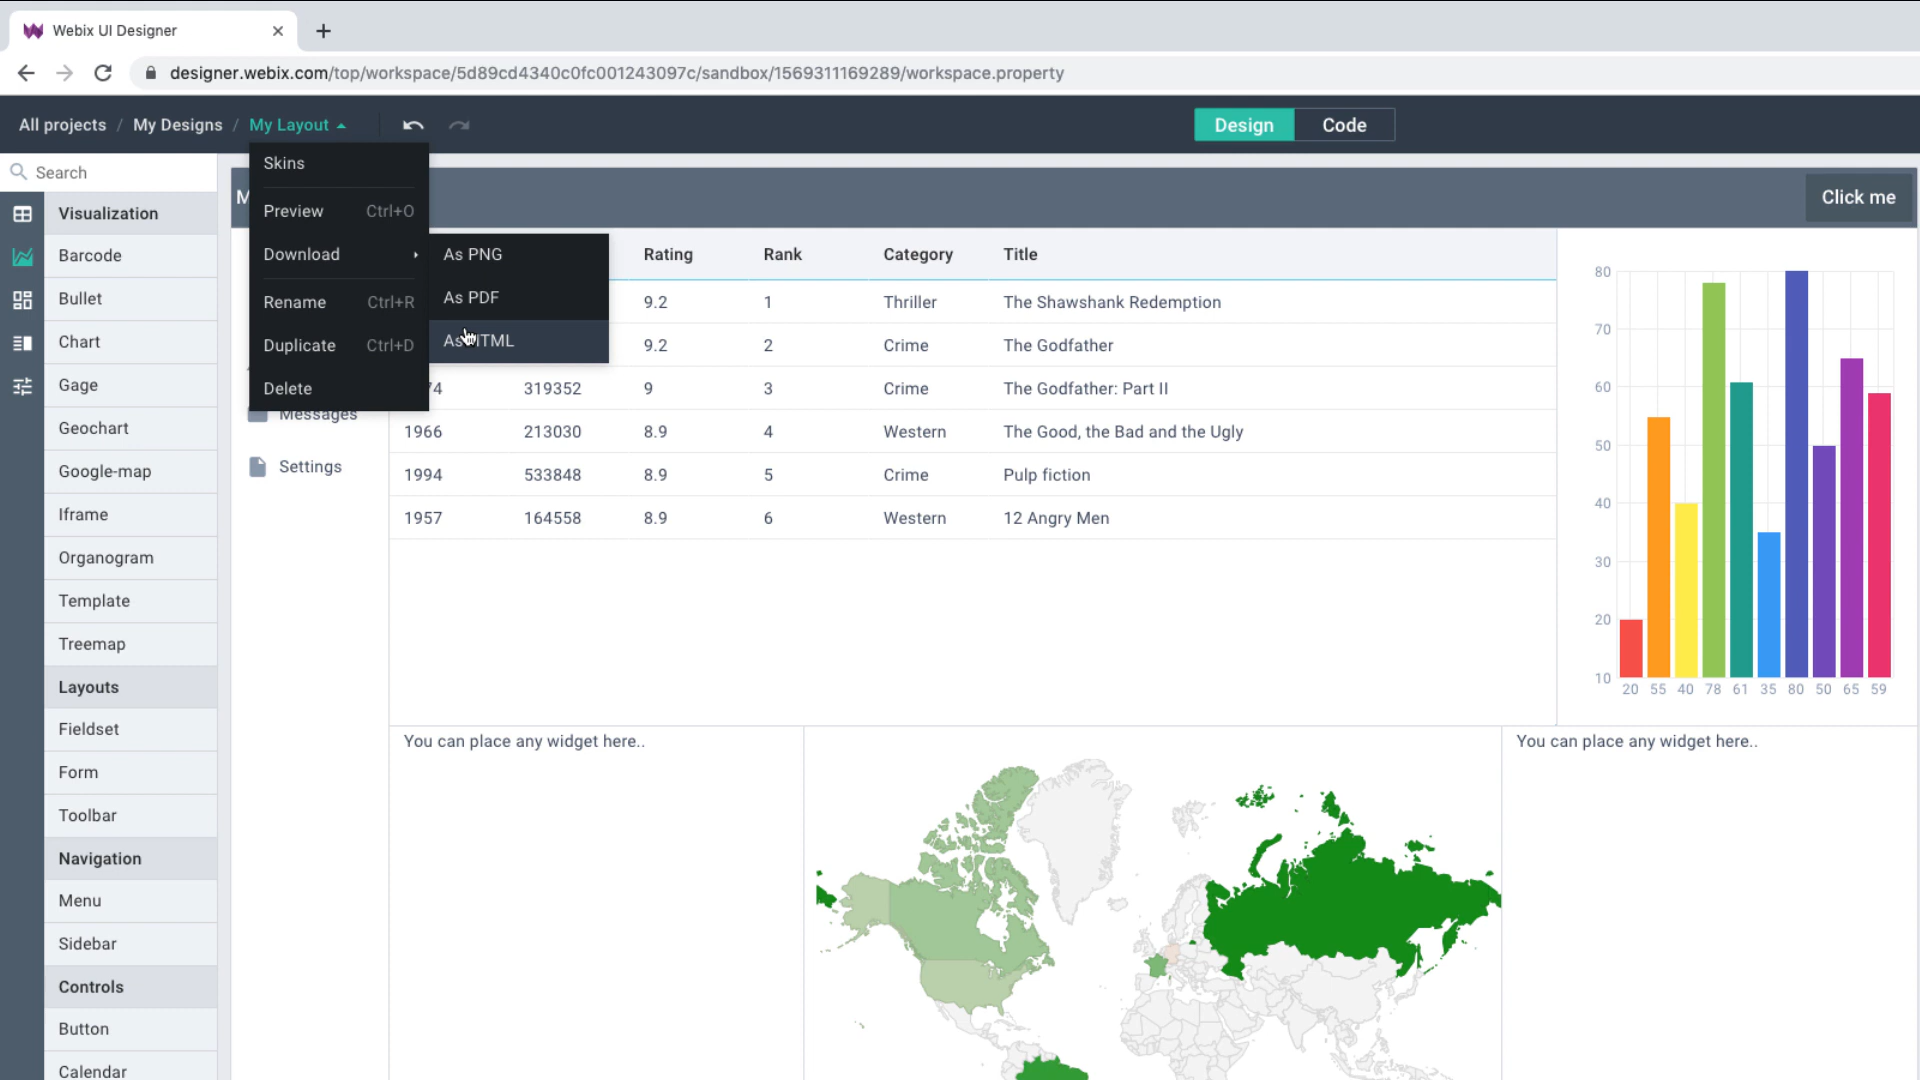 Webix UI Designer
designer.webix.com/top/workspace/5d89cd4340c0fc001243097c/sandbox/1569311169289/workspace.property
All projects / My Designs / My Layout
Design Code
Search
Skins
Click me
Preview Ctrl+O
Download
As PNG
As PDF
As HTML
Rename Ctrl+R
Duplicate Ctrl+D
Delete
Messages
Settings
Visualization
Barcode
Bullet
Chart
Gage
Geochart
Google-map
Iframe
Organogram
Template
Treemap
Layouts
Fieldset
Form
Toolbar
Navigation
Menu
Sidebar
Controls
Button
Calendar
Rating Rank Category Title
9.2 1 Thriller The Shawshank Redemption
9.2 2 Crime The Godfather
74 319352 9 3 Crime The Godfather: Part II
1966 213030 8.9 4 Western The Good, the Bad and the Ugly
1994 533848 8.9 5 Crime Pulp fiction
1957 164558 8.9 6 Western 12 Angry Men
80
70
60
50
40
30
20
10
20 55 40 78 61 35 80 50 65 59
You can place any widget here..
You can place any widget here..